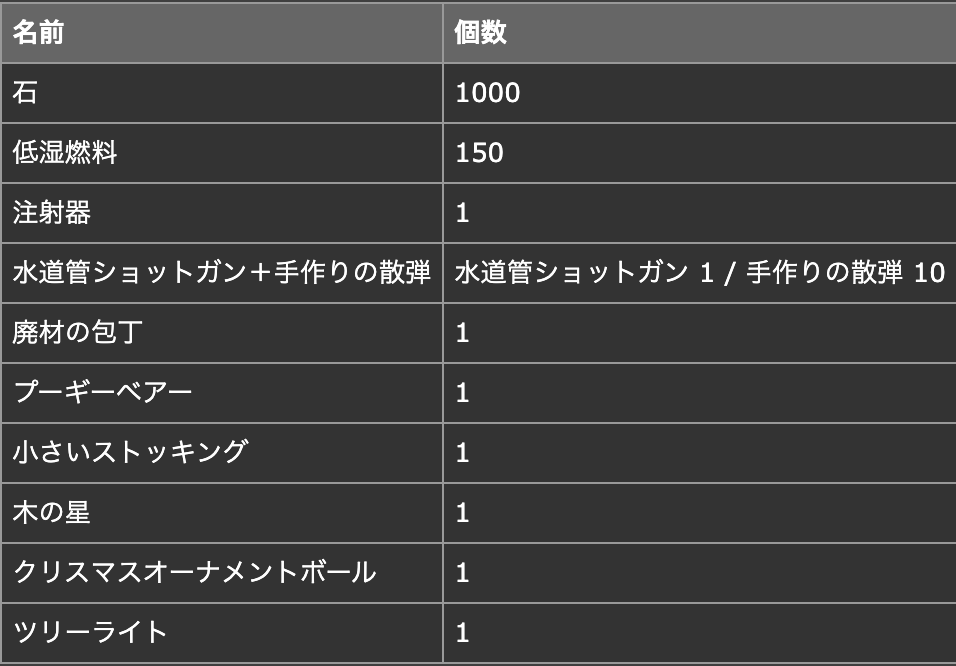 名前 個数
石 1000
低湿燃料 150
注射器 1
水道管ショットガン＋手作りの散弾 水道管ショットガン 1 / 手作りの散弾 10
廃材の包丁 1
プーギーベアー 1
小さいストッキング 1
木の星 1
クリスマスオーナメントボール 1
ツリーライト 1